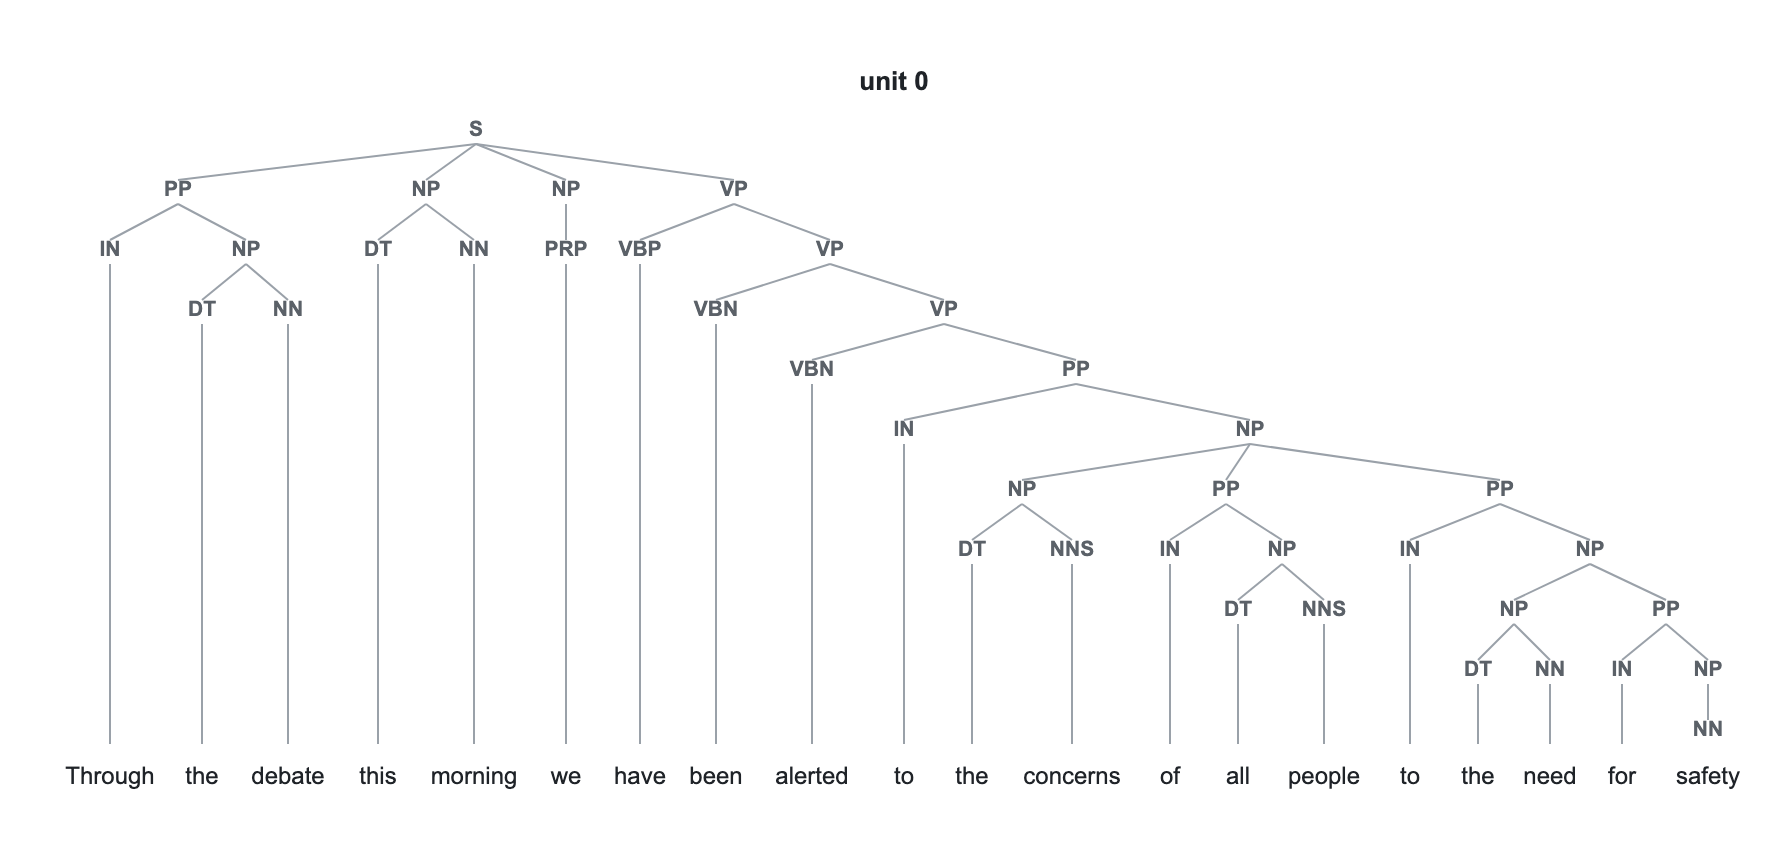 unit 0
S
PP NP NP VP
IN NP DT NN PRP VBP VP
DT NN VBN VP
VBN PP
IN NP
NP PP PP
DT NNS IN NP IN NP
DT NNS NP PP
DT NN IN NP
NN
Through the debate this morning we have been alerted to the concerns of all people to the need for safety